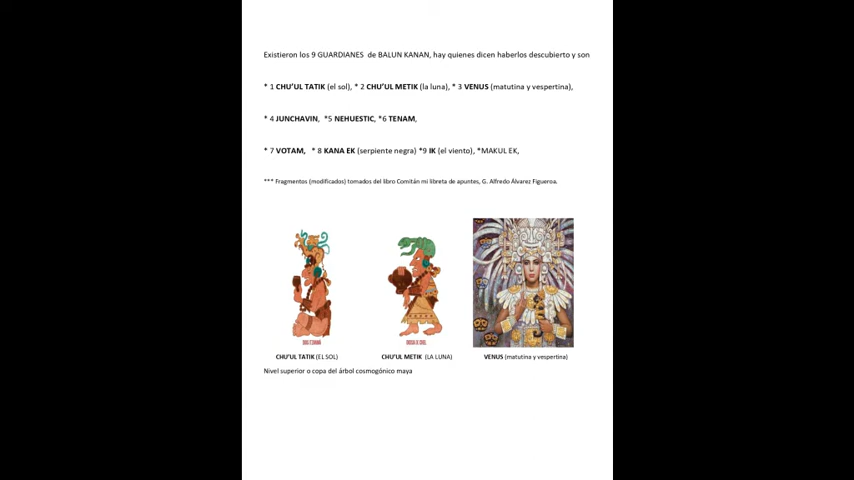 Existieron los 9 GUARDIANES de BALUN KANAN, hay quienes dicen haberlos descubierto y son
* 1 CHU'UL TATIK (el sol), * 2 CHU'UL METIK (la luna), * 3 VENUS (matutina y vespertina),
* 4 JUNCHAVIN, *5 NEHUESTIC, *6 TENAM,
* 7 VOTAM, * 8 KANA EK (serpiente negra) *9 IK (el viento), *MAKUL EK,
*** Fragmentos (modificados) tomados del libro Comitán mi libreta de apuntes, G. Alfredo Álvarez Figueroa.
CHU'UL TATIK (EL SOL) CHU'UL METIK (LA LUNA) VENUS (matutina y vespertina)
Nivel superior o copa del árbol cosmogónico maya